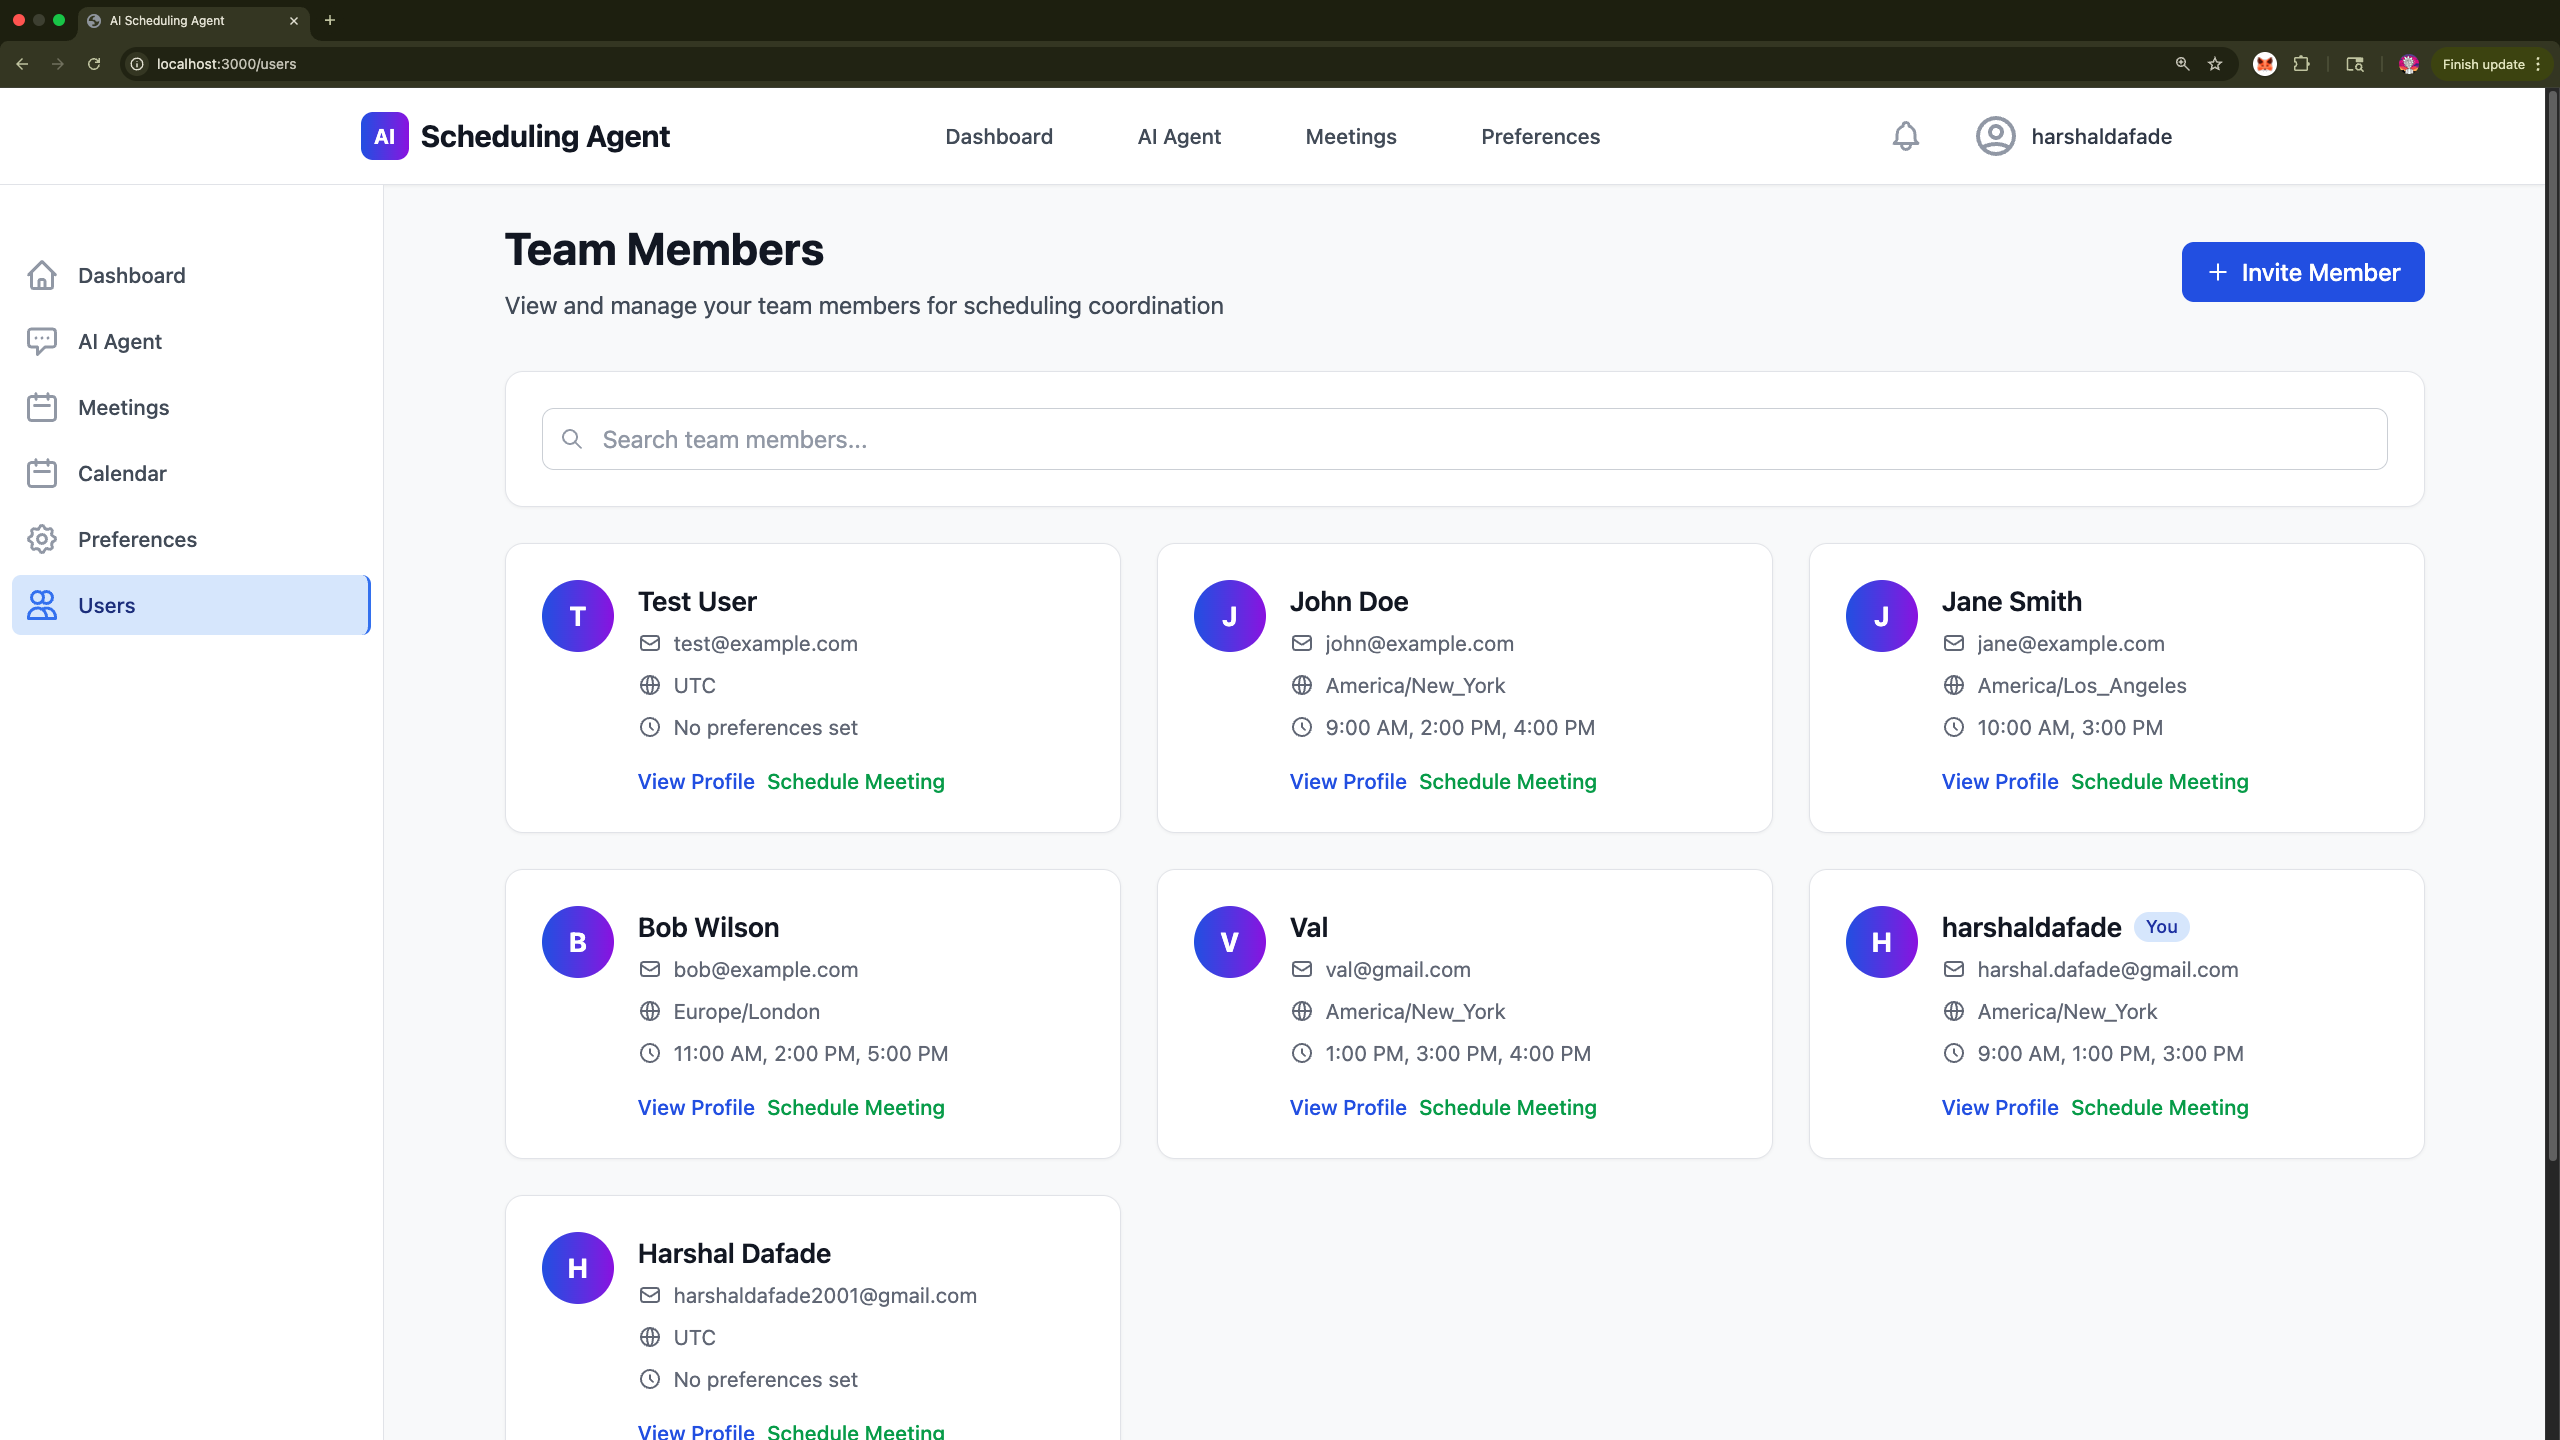 AI Scheduling Agent
localhost:3000/users
Finish update
AI Scheduling Agent
Dashboard
AI Agent
Meetings
Preferences
harshaldafade
Dashboard
AI Agent
Meetings
Calendar
Preferences
Users
Team Members
View and manage your team members for scheduling coordination
+ Invite Member
Search team members...
T
Test User
test@example.com
UTC
No preferences set
View Profile Schedule Meeting
J
John Doe
john@example.com
America/New_York
9:00 AM, 2:00 PM, 4:00 PM
View Profile Schedule Meeting
J
Jane Smith
jane@example.com
America/Los_Angeles
10:00 AM, 3:00 PM
View Profile Schedule Meeting
B
Bob Wilson
bob@example.com
Europe/London
11:00 AM, 2:00 PM, 5:00 PM
View Profile Schedule Meeting
V
Val
val@gmail.com
America/New_York
1:00 PM, 3:00 PM, 4:00 PM
View Profile Schedule Meeting
H
harshaldafade You
harshal.dafade@gmail.com
America/New_York
9:00 AM, 1:00 PM, 3:00 PM
View Profile Schedule Meeting
H
Harshal Dafade
harshaldafade2001@gmail.com
UTC
No preferences set
View Profile Schedule Meeting